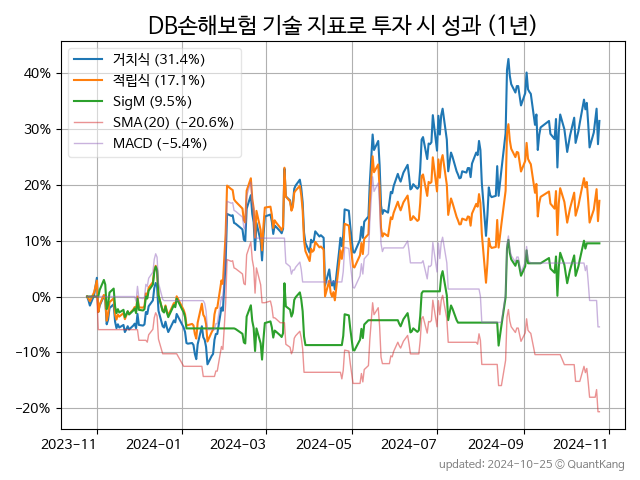 DB손해보험 기술 지표로 투자 시 성과 (1년)
거치식 (31.4%)
적립식 (17.1%)
SigM (9.5%)
SMA(20) (−20.6%)
MACD (−5.4%)
40%
30%
20%
10%
0%
−10%
−20%
2023-11 2024-01 2024-03 2024-05 2024-07 2024-09 2024-11
updated: 2024-10-25 © QuantKang